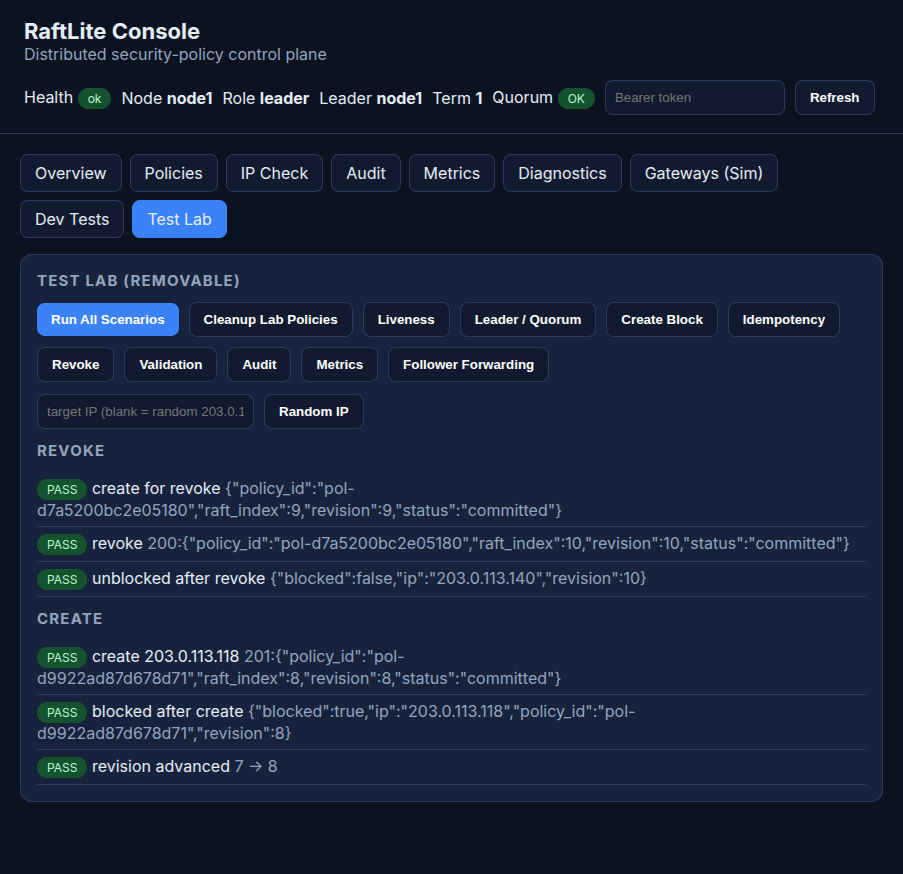 RaftLite Console
Distributed security-policy control plane
Health ok Node node1 Role leader Leader node1 Term 1 Quorum OK Bearer token Refresh
Overview Policies IP Check Audit Metrics Diagnostics Gateways (Sim)
Dev Tests Test Lab
TEST LAB (REMOVABLE)
Run All Scenarios Cleanup Lab Policies Liveness Leader / Quorum Create Block Idempotency
Revoke Validation Audit Metrics Follower Forwarding
target IP (blank = random 203.0.1 Random IP
REVOKE
PASS create for revoke {"policy_id":"pol-
d7a5200bc2e05180","raft_index":9,"revision":9,"status":"committed"}
PASS revoke 200:{"policy_id":"pol-d7a5200bc2e05180","raft_index":10,"revision":10,"status":"committed"}
PASS unblocked after revoke {"blocked":false,"ip":"203.0.113.140","revision":10}
CREATE
PASS create 203.0.113.118 201:{"policy_id":"pol-
d9922ad87d678d71","raft_index":8,"revision":8,"status":"committed"}
PASS blocked after create {"blocked":true,"ip":"203.0.113.118","policy_id":"pol-
d9922ad87d678d71","revision":8}
PASS revision advanced 7 → 8